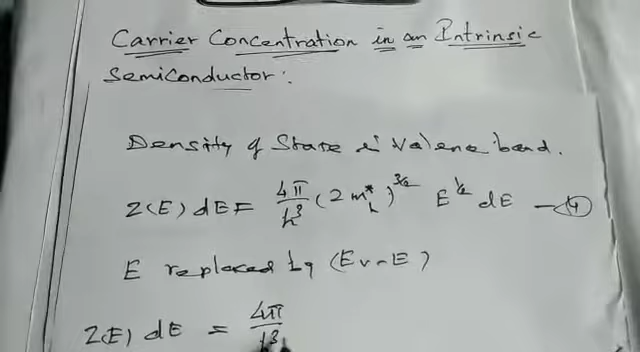 Carrier Concentration in an Intrinsic
Semiconductor:
Density of State in Valence band.
Z(E) dE = 4π/h³ (2 m*h)^3/2 E^1/2 dE —④
E replaced by (Ev-E)
Z(E) dE = 4π/h³